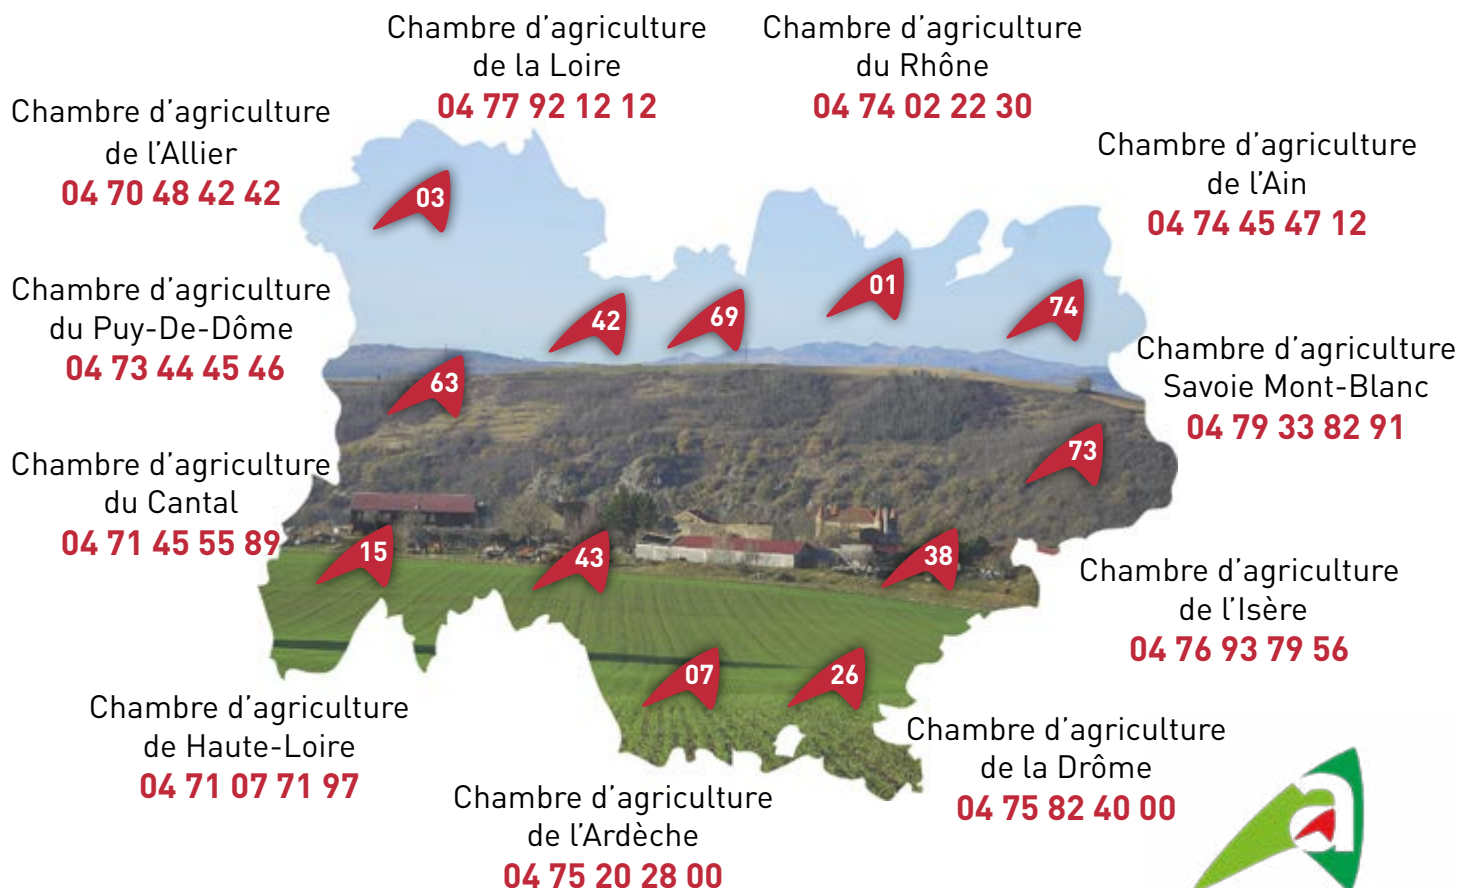 Chambre d'agriculture
de la Loire
04 77 92 12 12
Chambre d'agriculture
du Rhône
04 74 02 22 30
Chambre d'agriculture
de l'Allier
04 70 48 42 42
Chambre d'agriculture
de l'Ain
04 74 45 47 12
03
01
74
42
69
63
Chambre d'agriculture
du Puy-De-Dôme
04 73 44 45 46
Chambre d'agriculture
Savoie Mont-Blanc
04 79 33 82 91
73
Chambre d'agriculture
du Cantal
04 71 45 55 89
15
43
38
Chambre d'agriculture
de l'Isère
04 76 93 79 56
07
26
Chambre d'agriculture
de Haute-Loire
04 71 07 71 97
Chambre d'agriculture
de la Drôme
04 75 82 40 00
Chambre d'agriculture
de l'Ardèche
04 75 20 28 00
a